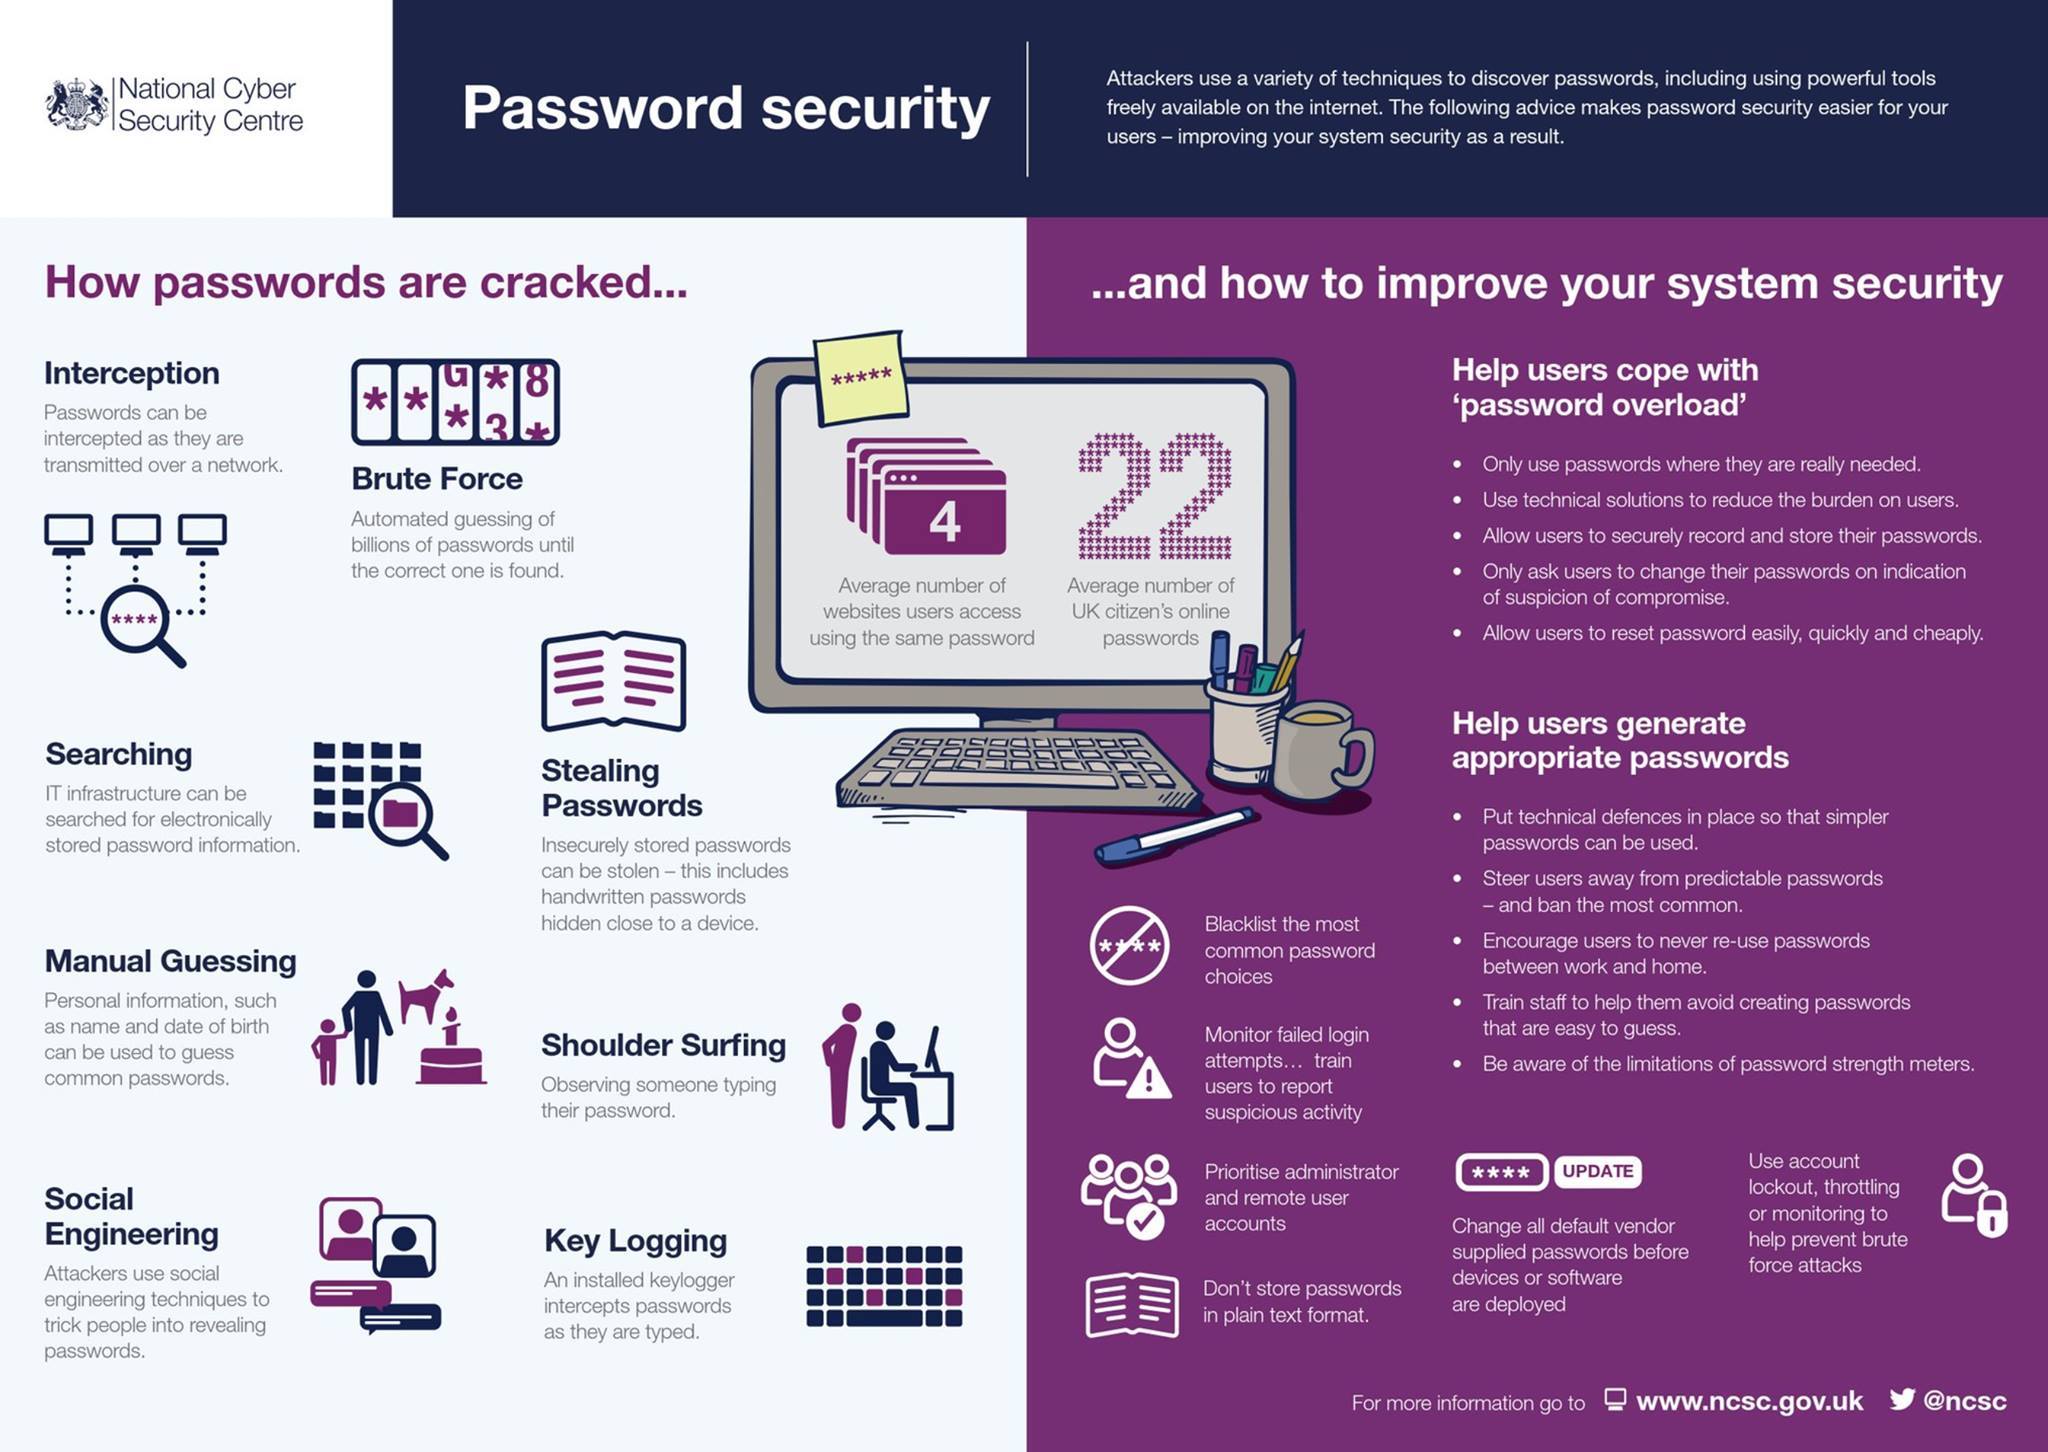 National Cyber
Security Centre
Password security
Attackers use a variety of techniques to discover passwords, including using powerful tools
freely available on the internet. The following advice makes password security easier for your
users – improving your system security as a result.
How passwords are cracked...
Interception
Passwords can be
intercepted as they are
transmitted over a network.
****
* * G * 8
* 3 *
Brute Force
Automated guessing of
billions of passwords until
the correct one is found.
Searching
IT infrastructure can be
searched for electronically
stored password information.
Stealing
Passwords
Insecurely stored passwords
can be stolen – this includes
handwritten passwords
hidden close to a device.
Manual Guessing
Personal information, such
as name and date of birth
can be used to guess
common passwords.
Shoulder Surfing
Observing someone typing
their password.
Social
Engineering
Attackers use social
engineering techniques to
trick people into revealing
passwords.
Key Logging
An installed keylogger
intercepts passwords
as they are typed.
*****
4
Average number of
websites users access
using the same password
22
Average number of
UK citizen's online
passwords
...and how to improve your system security
Help users cope with
‘password overload’
• Only use passwords where they are really needed.
• Use technical solutions to reduce the burden on users.
• Allow users to securely record and store their passwords.
• Only ask users to change their passwords on indication
of suspicion of compromise.
• Allow users to reset password easily, quickly and cheaply.
Help users generate
appropriate passwords
• Put technical defences in place so that simpler
passwords can be used.
• Steer users away from predictable passwords
– and ban the most common.
• Encourage users to never re-use passwords
between work and home.
• Train staff to help them avoid creating passwords
that are easy to guess.
• Be aware of the limitations of password strength meters.
****
Blacklist the most
common password
choices
Monitor failed login
attempts… train
users to report
suspicious activity
Prioritise administrator
and remote user
accounts
Don’t store passwords
in plain text format.
**** UPDATE
Change all default vendor
supplied passwords before
devices or software
are deployed
Use account
lockout, throttling
or monitoring to
help prevent brute
force attacks
For more information go to www.ncsc.gov.uk @ncsc